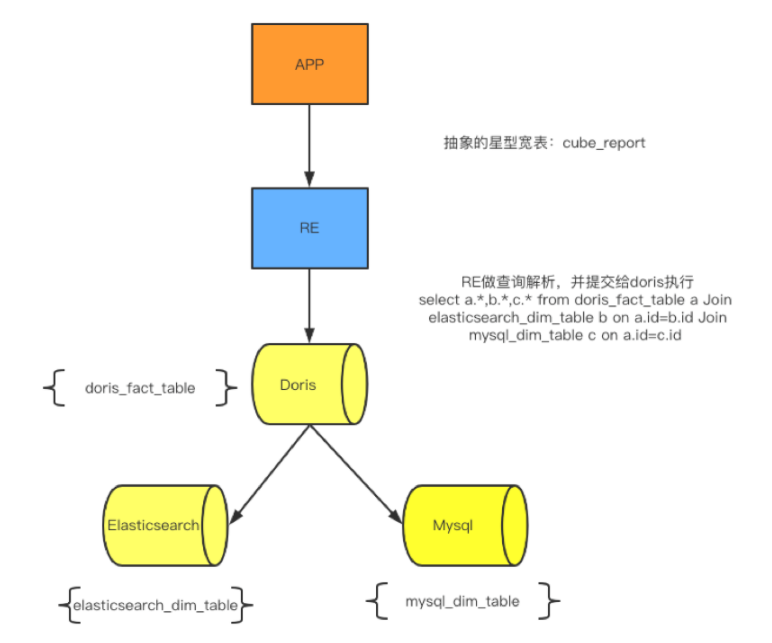 APP
抽象的星型宽表：cube_report
RE
RE做查询解析，并提交给doris执行
select a.*,b.*,c.* from doris_fact_table a Join
elasticsearch_dim_table b on a.id=b.id Join
mysql_dim_table c on a.id=c.id
doris_fact_table
Doris
Elasticsearch
Mysql
elasticsearch_dim_table
mysql_dim_table